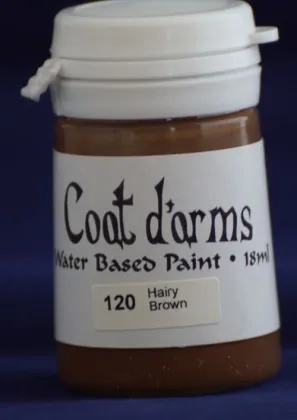 Coat d'arms
Water Based Paint • 18ml
120 Hairy
Brown